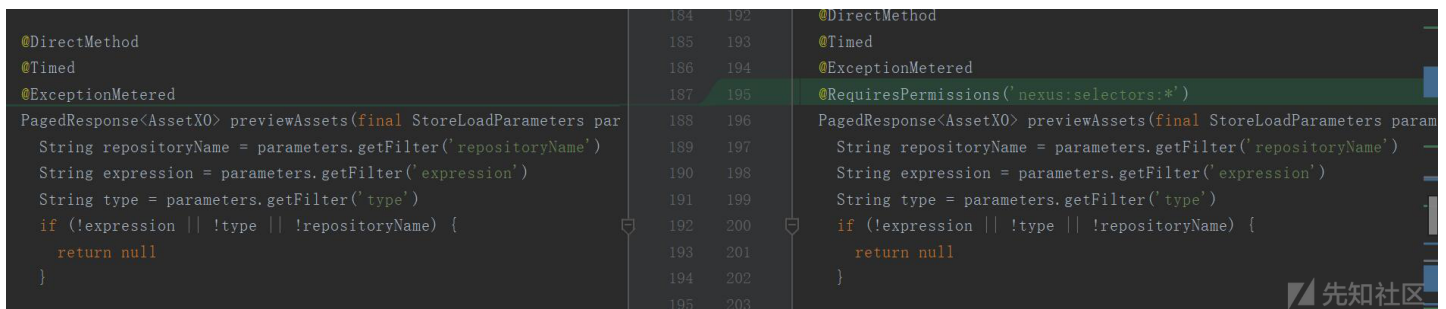 184 192 @DirectMethod
@DirectMethod 185 193 @Timed
@Timed 186 194 @ExceptionMetered
@ExceptionMetered 187 195 @RequiresPermissions('nexus:selectors:*')
PagedResponse<AssetXO> previewAssets(final StoreLoadParameters par 188 196 PagedResponse<AssetXO> previewAssets(final StoreLoadParameters param
String repositoryName = parameters.getFilter('repositoryName') 189 197 String repositoryName = parameters.getFilter('repositoryName')
String expression = parameters.getFilter('expression') 190 198 String expression = parameters.getFilter('expression')
String type = parameters.getFilter('type') 191 199 String type = parameters.getFilter('type')
if (!expression || !type || !repositoryName) { 192 200 if (!expression || !type || !repositoryName) {
return null 193 201 return null
} 194 202 }
195 203
先知社区